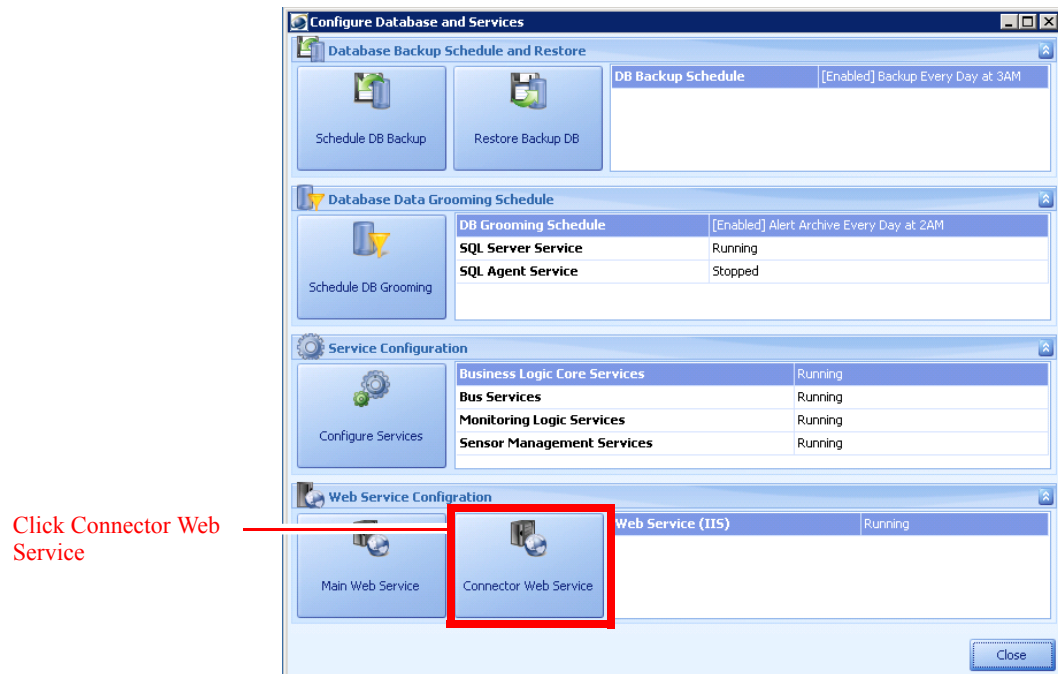 Configure Database and Services
Database Backup Schedule and Restore
Schedule DB Backup
Restore Backup DB
DB Backup Schedule [Enabled] Backup Every Day at 3AM
Database Data Grooming Schedule
Schedule DB Grooming
DB Grooming Schedule [Enabled] Alert Archive Every Day at 2AM
SQL Server Service Running
SQL Agent Service Stopped
Service Configuration
Configure Services
Business Logic Core Services Running
Bus Services Running
Monitoring Logic Services Running
Sensor Management Services Running
Web Service Configration
Click Connector Web
Service
Main Web Service
Connector Web Service
Web Service (IIS) Running
Close